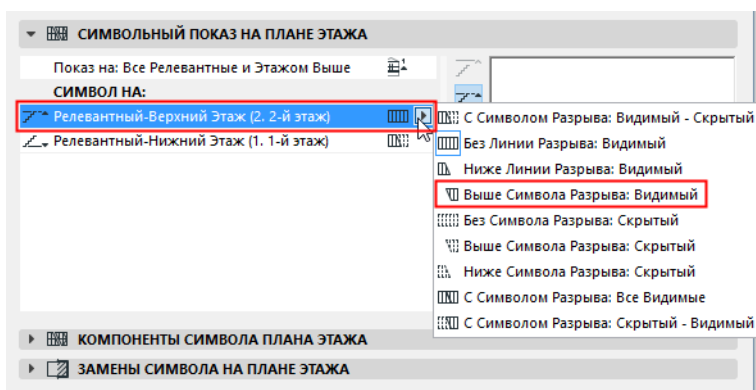 СИМВОЛЬНЫЙ ПОКАЗ НА ПЛАНЕ ЭТАЖА
Показ на: Все Релевантные и Этажом Выше
СИМВОЛ НА:
Релевантный-Верхний Этаж (2. 2-й этаж)
Релевантный-Нижний Этаж (1. 1-й этаж)
С Символом Разрыва: Видимый - Скрытый
Без Линии Разрыва: Видимый
Ниже Линии Разрыва: Видимый
Выше Символа Разрыва: Видимый
Без Символа Разрыва: Скрытый
Выше Символа Разрыва: Скрытый
Ниже Символа Разрыва: Скрытый
С Символом Разрыва: Все Видимые
С Символом Разрыва: Скрытый - Видимый
КОМПОНЕНТЫ СИМВОЛА ПЛАНА ЭТАЖА
ЗАМЕНЫ СИМВОЛА НА ПЛАНЕ ЭТАЖА